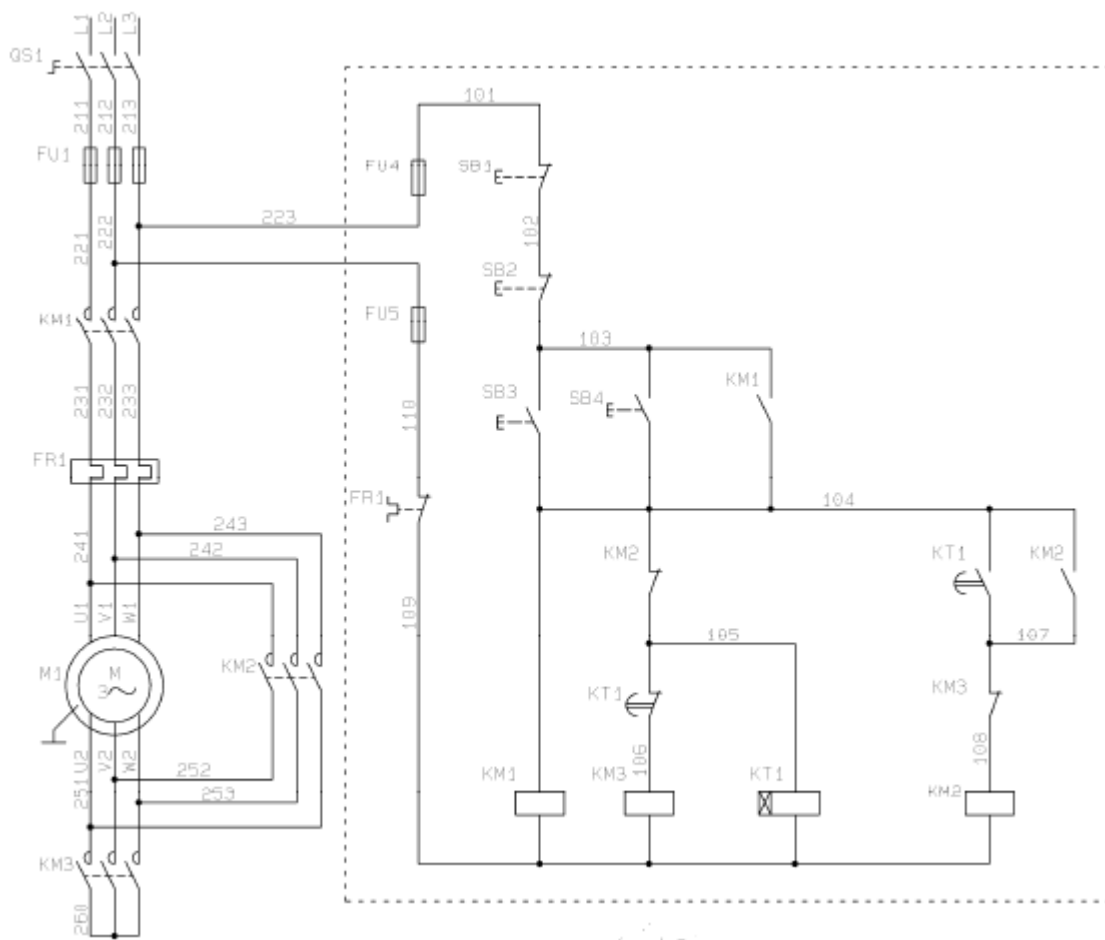 L1 L2 L3
QS1
211 212 213
FU1
101
FU4
SB1
223
221 222
102
SB2
KM1
FU5
103
231 232 233
SB3
SB4
KM1
110
FR1
FR1
104
243
241
242
KM2
KT1
KM2
U1 V1 W1
109
105
107
M1
M
3
KM2
KT1
KM3
106
108
U2 V2 W2
251
252
253
KM1
KM3
KT1
KM2
KM3
260